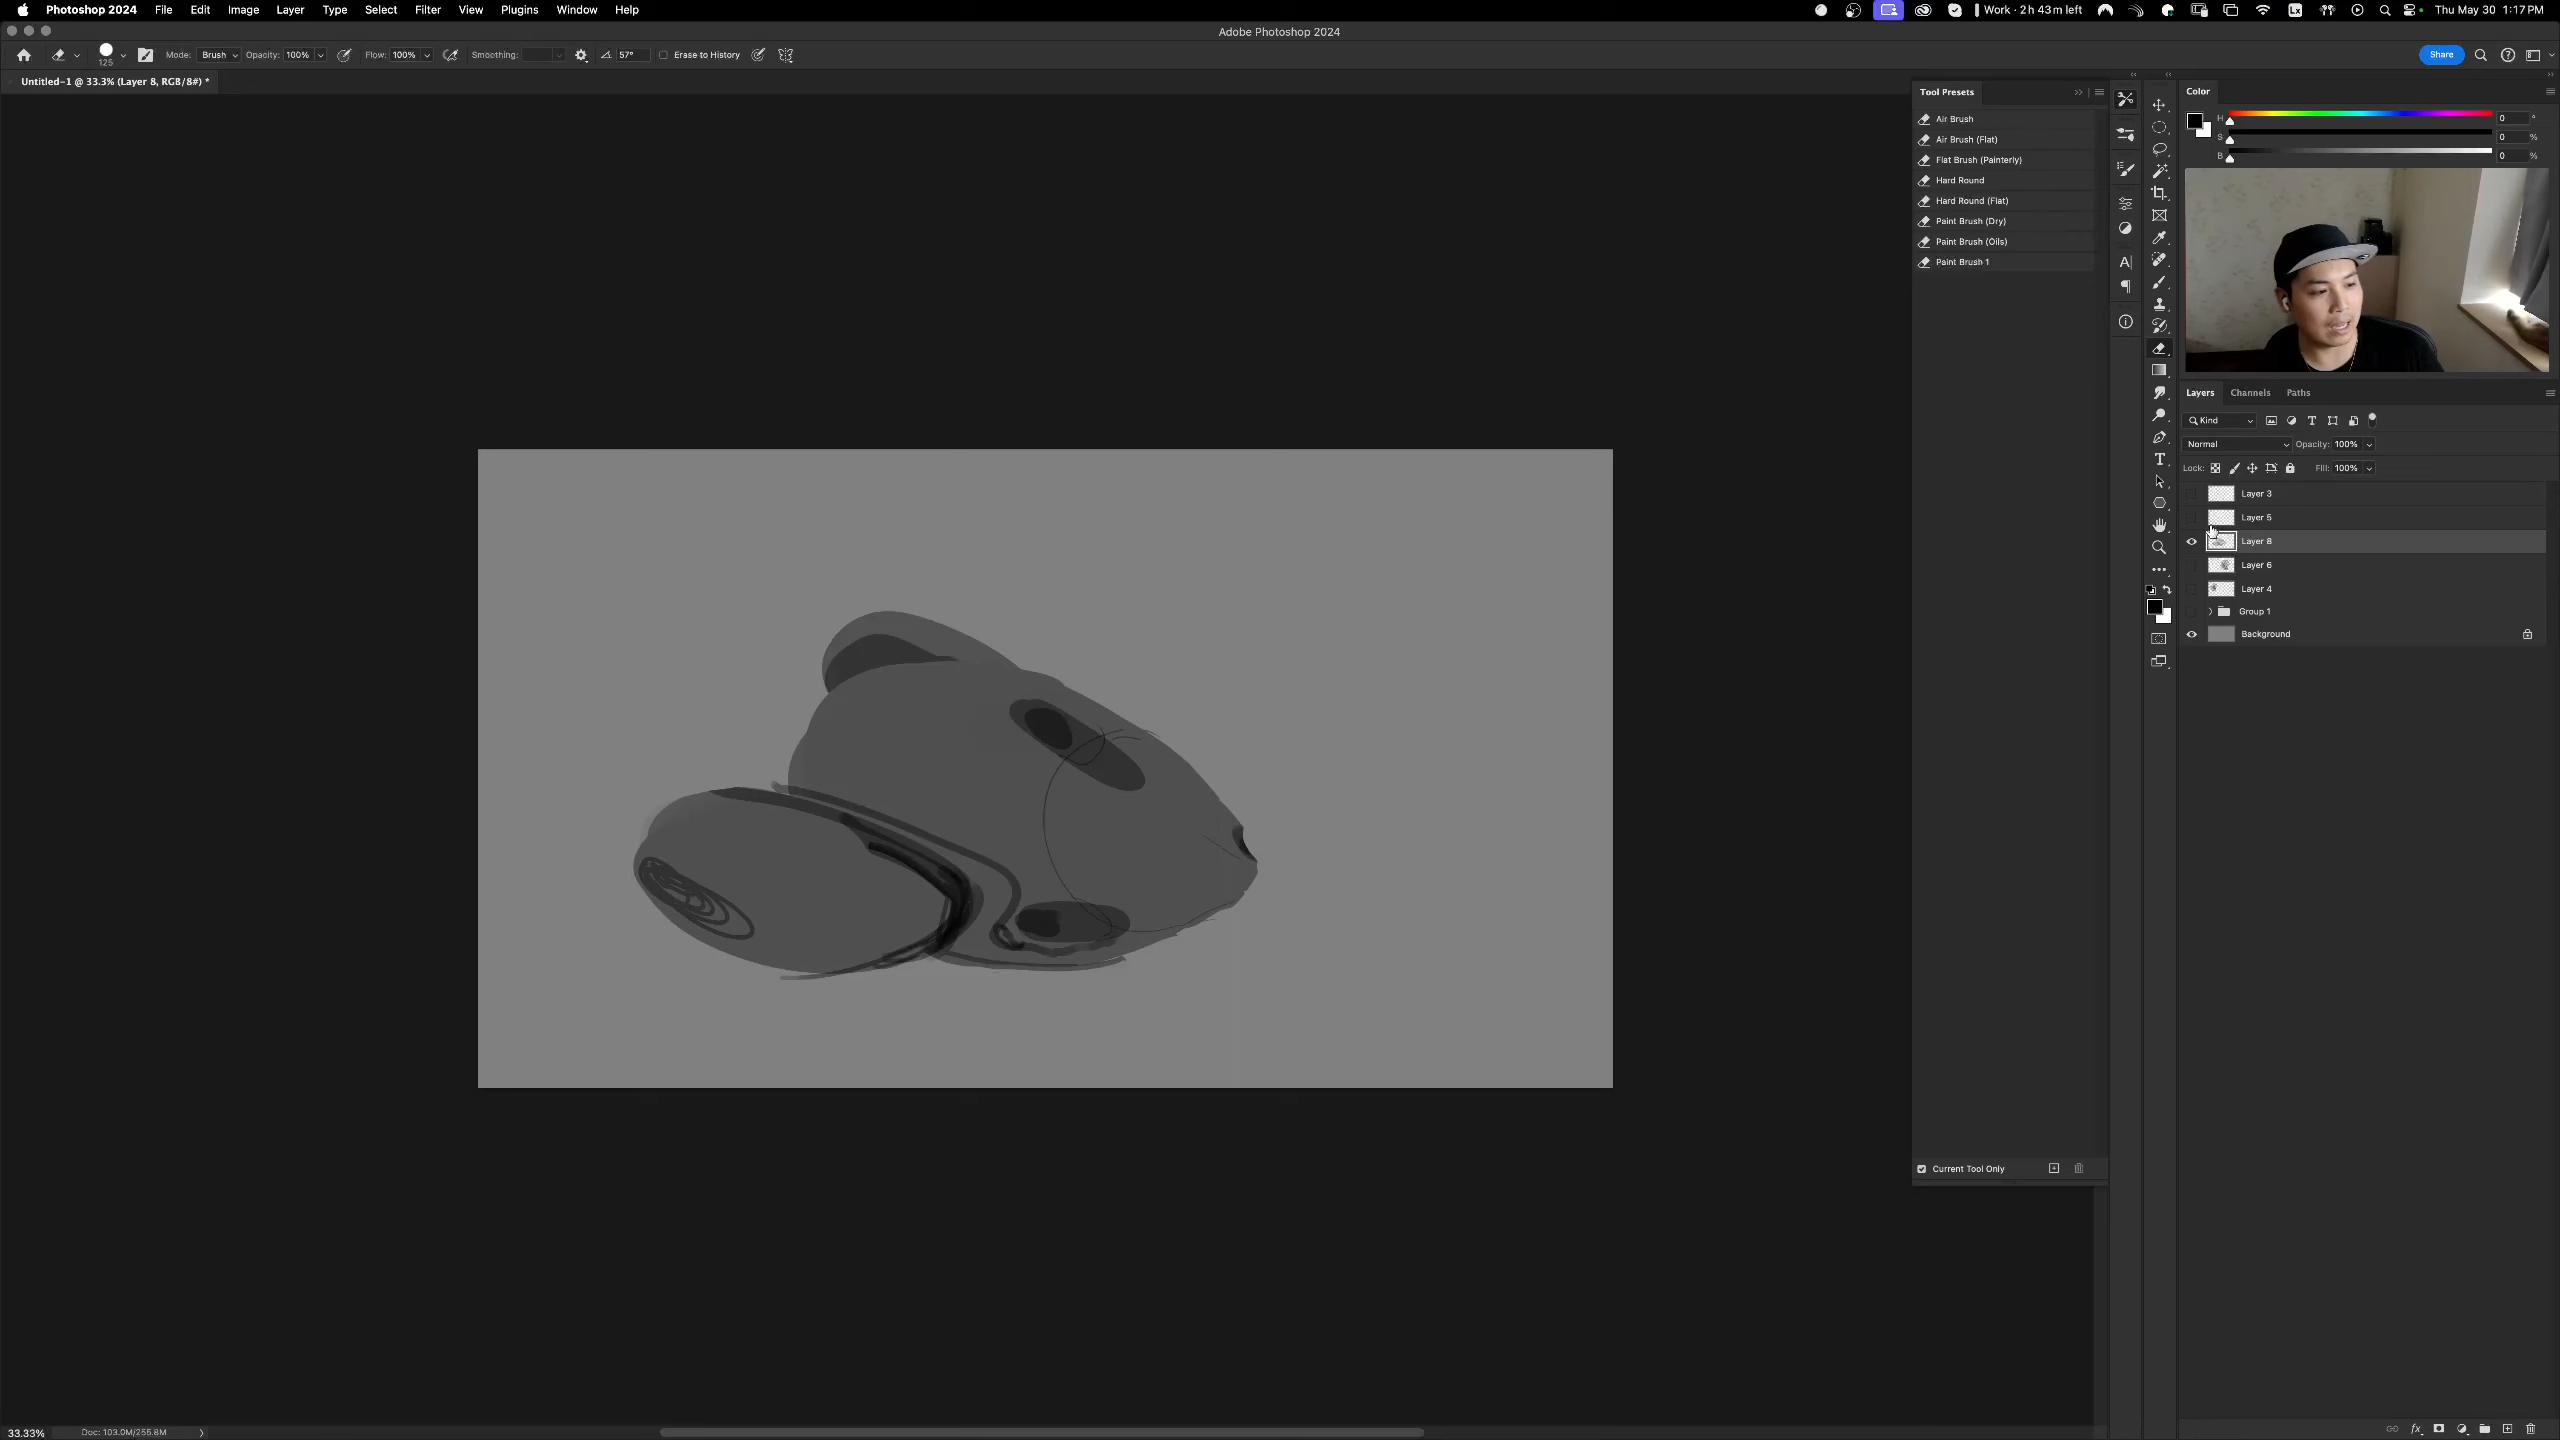 Photoshop 2024 File Edit Image Layer Type Select Filter View Plugins Window Help Work · 2h 43m left Thu May 30 1:17 PM
Adobe Photoshop 2024
125 Mode: Brush Opacity: 100% Flow: 100% Smoothing: 57° Erase to History Share
Untitled-1 @ 33.3% (Layer 8, RGB/8#) *
Tool Presets
Air Brush
Air Brush (Flat)
Flat Brush (Painterly)
Hard Round
Hard Round (Flat)
Paint Brush (Dry)
Paint Brush (Oils)
Paint Brush 1
Current Tool Only
Color
H 0 °
S 0 %
B 0 %
Layers Channels Paths
Kind
Normal Opacity: 100%
Lock: Fill: 100%
Layer 3
Layer 5
Layer 8
Layer 6
Layer 4
Group 1
Background
33.33% Doc: 103.0M/255.8M